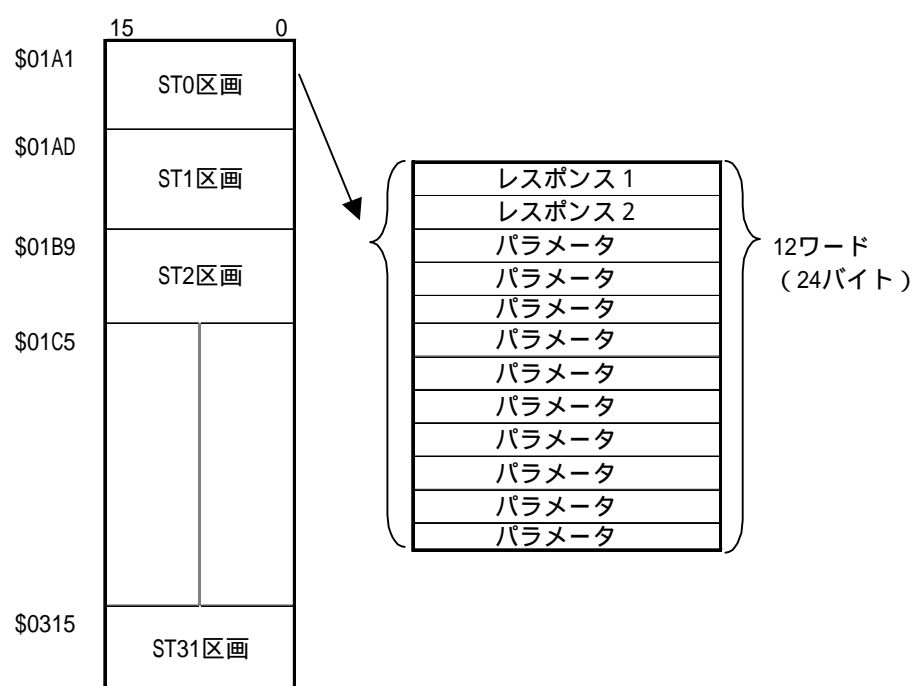 15 0
$01A1
ST0区画
$01AD
ST1区画
$01B9
ST2区画
$01C5
$0315
ST31区画
レスポンス1
レスポンス2
パラメータ
パラメータ
パラメータ
パラメータ
パラメータ
パラメータ
パラメータ
パラメータ
パラメータ
パラメータ
12ワード
(24バイト)